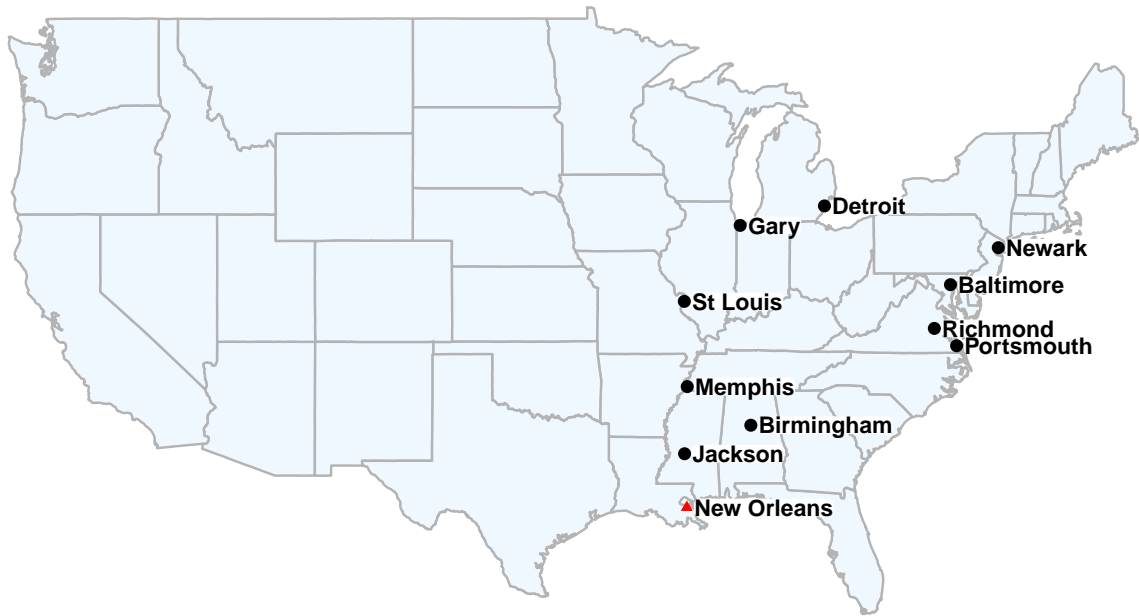 Detroit
Gary
Newark
Baltimore
St Louis
Richmond
Portsmouth
Memphis
Birmingham
Jackson
New Orleans